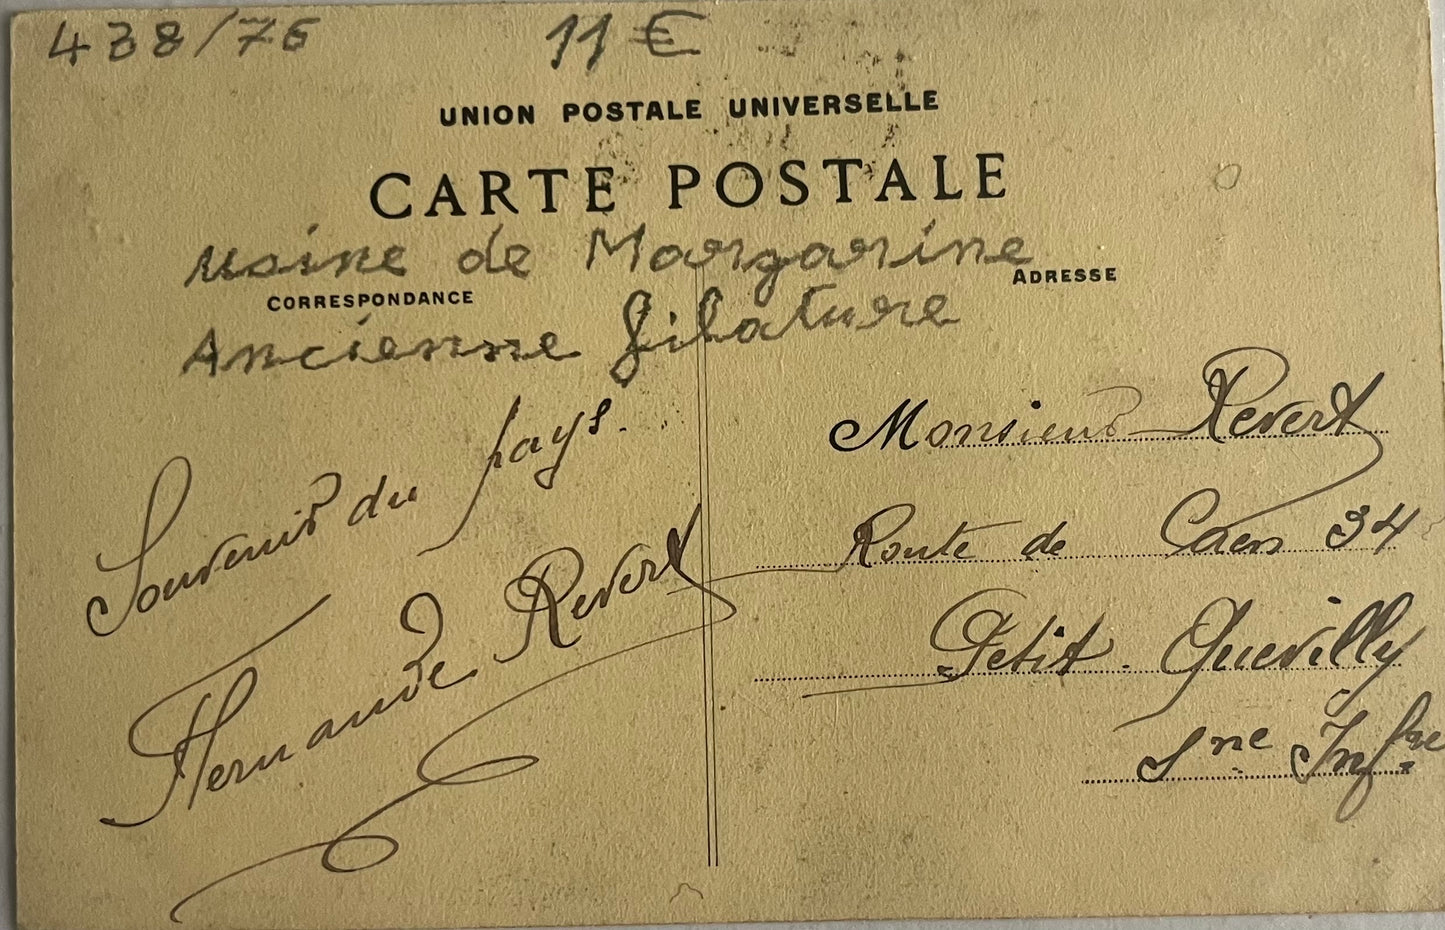 438/76 11 €
UNION POSTALE UNIVERSELLE
CARTE POSTALE
usine de Margarine
CORRESPONDANCE
ADRESSE
Ancienne filature
Souvenir du pays.
Fernande Revert
Monsieur Revert
Route de Caen 34
Petit Quevilly
Sne Infre